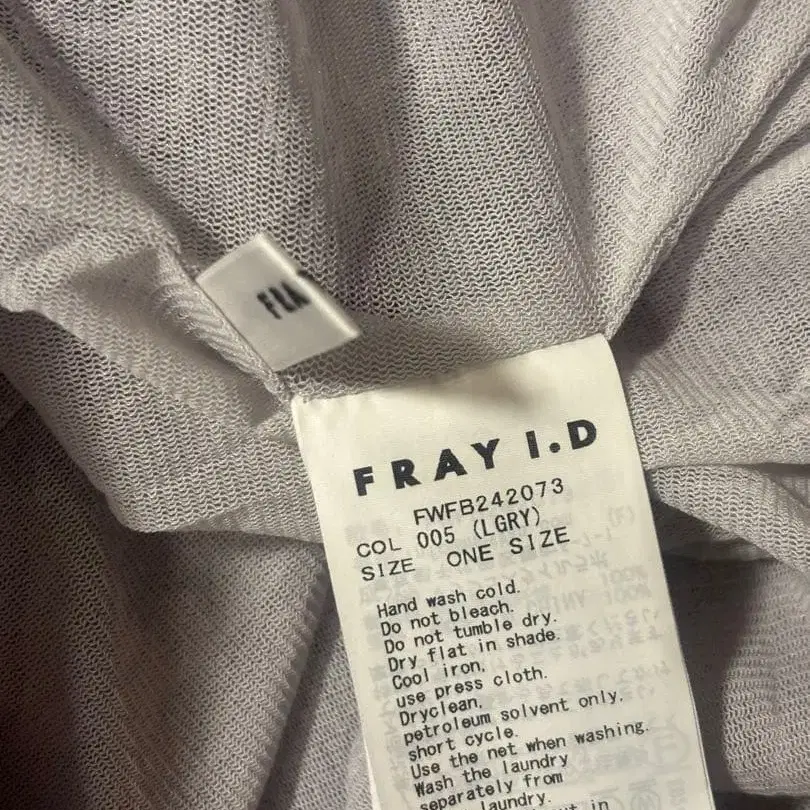 FRAY I.D
FWFB242073
COL 005 (LGRY)
SIZE ONE SIZE
Hand wash cold.
Do not bleach.
Do not tumble dry.
Dry flat in shade.
Cool iron.
use press cloth.
Dryclean.
petroleum solvent only.
short cycle.
Use the net when washing.
Wash the laundry
separately from
laundry.
in